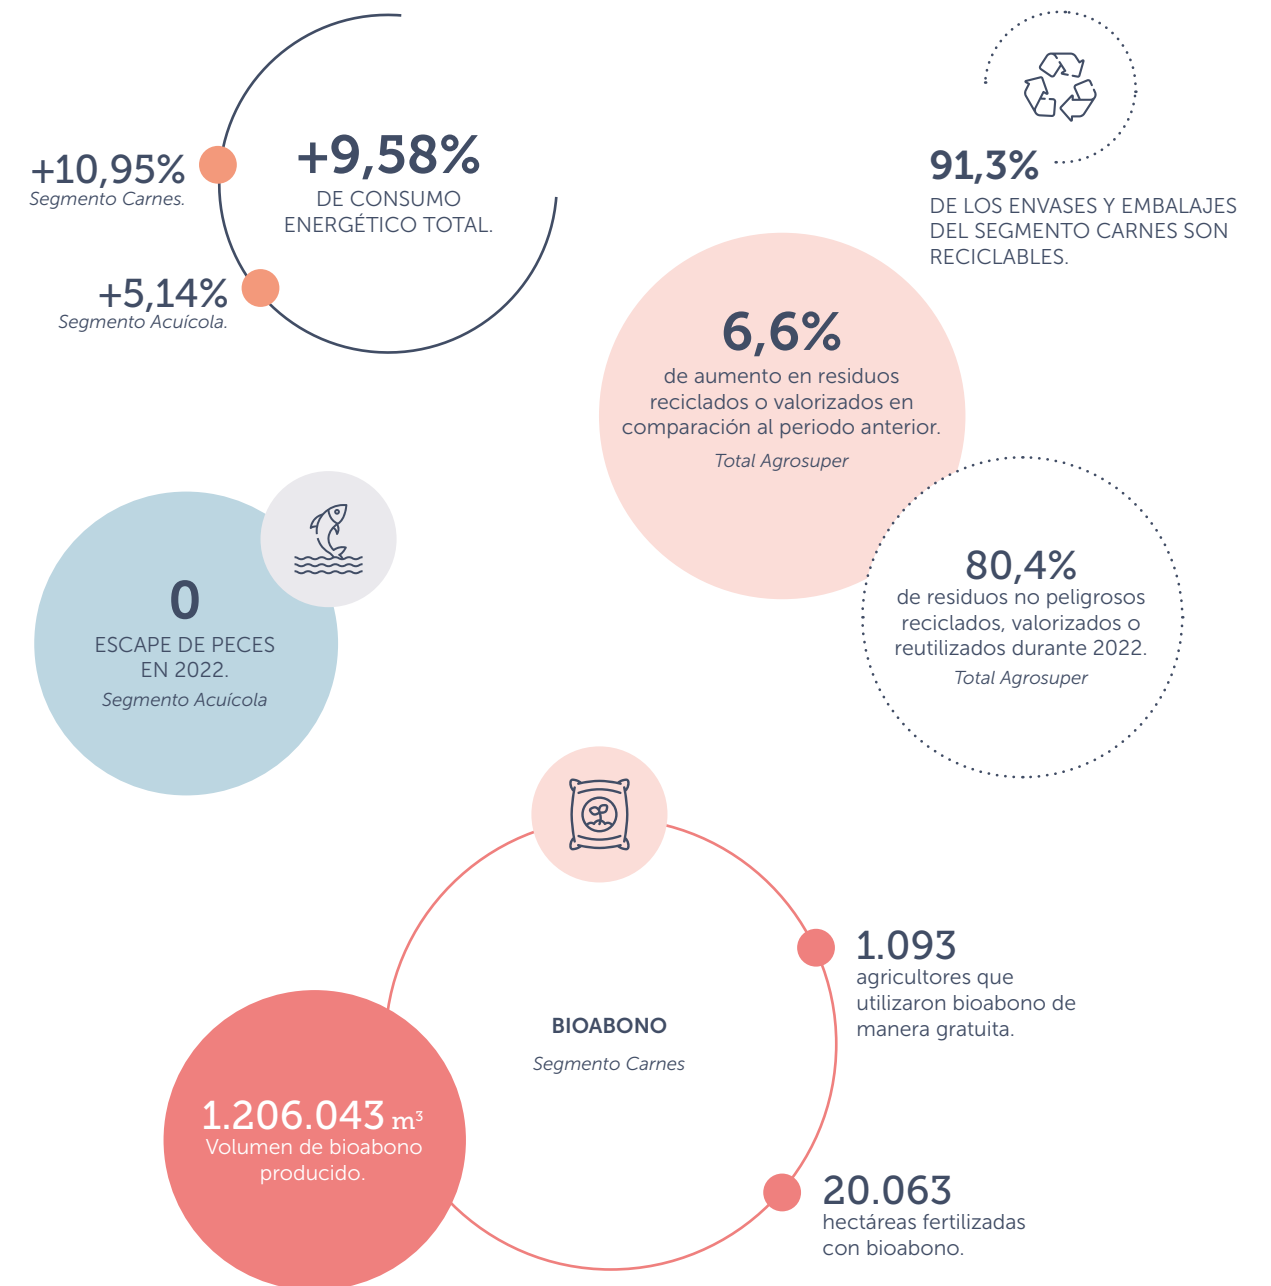 +9,58%
DE CONSUMO
ENERGÉTICO TOTAL.
+10,95%
Segmento Carnes.
+5,14%
Segmento Acuícola.
91,3%
DE LOS ENVASES Y EMBALAJES
DEL SEGMENTO CARNES SON
RECICLABLES.
6,6%
de aumento en residuos
reciclados o valorizados en
comparación al periodo anterior.
Total Agrosuper
80,4%
de residuos no peligrosos
reciclados, valorizados o
reutilizados durante 2022.
Total Agrosuper
0
ESCAPE DE PECES
EN 2022.
Segmento Acuícola
BIOABONO
Segmento Carnes
1.206.043 m³
Volumen de bioabono
producido.
1.093
agricultores que
utilizaron bioabono de
manera gratuita.
20.063
hectáreas fertilizadas
con bioabono.